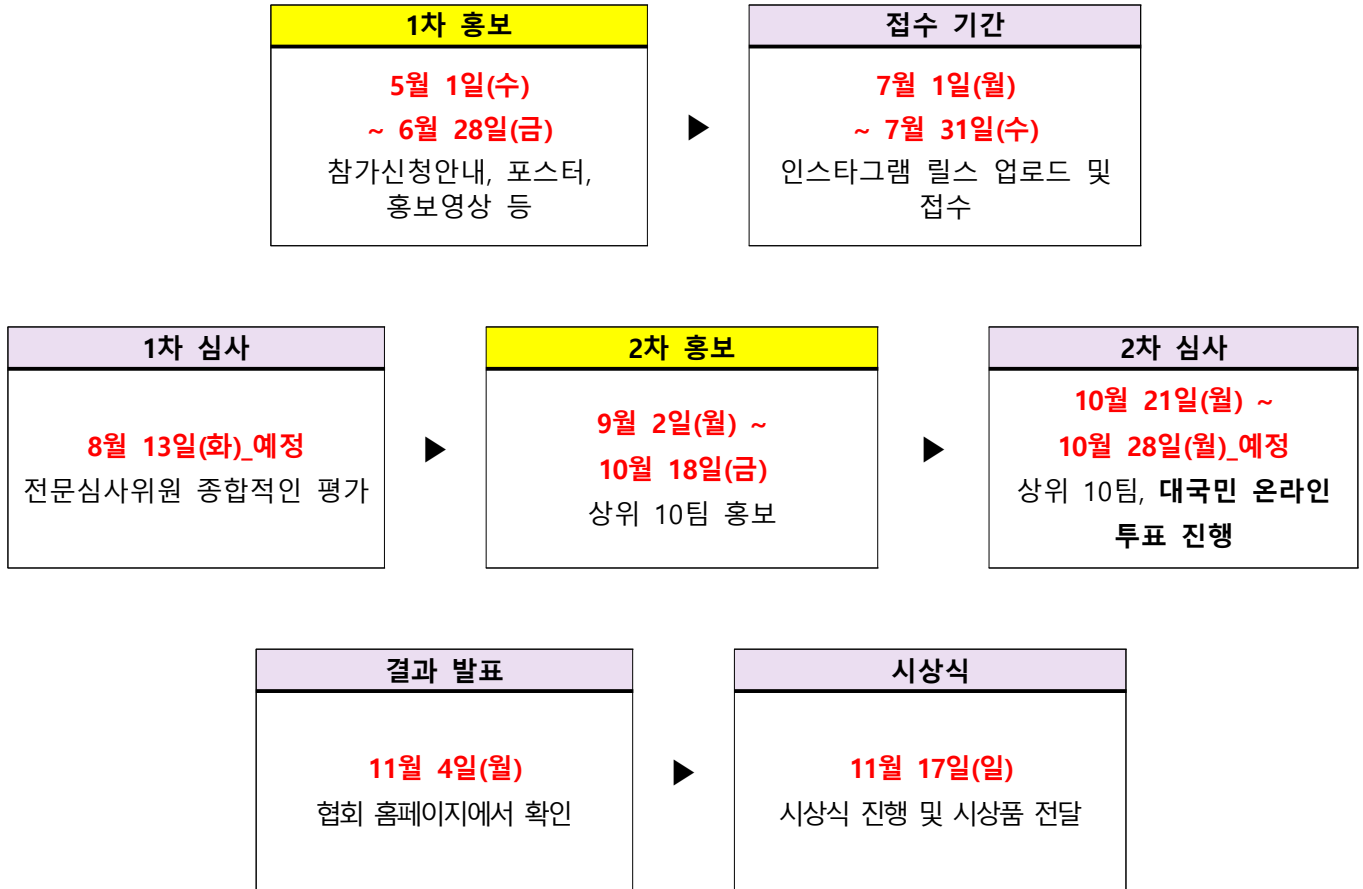 1차 홍보
5월 1일(수)
~ 6월 28일(금)
참가신청안내, 포스터,
홍보영상 등
▶
접수 기간
7월 1일(월)
~ 7월 31일(수)
인스타그램 릴스 업로드 및
접수
1차 심사
8월 13일(화)_예정
전문심사위원 종합적인 평가
▶
2차 홍보
9월 2일(월) ~
10월 18일(금)
상위 10팀 홍보
▶
2차 심사
10월 21일(월) ~
10월 28일(월)_예정
상위 10팀, 대국민 온라인
투표 진행
결과 발표
11월 4일(월)
협회 홈페이지에서 확인
▶
시상식
11월 17일(일)
시상식 진행 및 시상품 전달